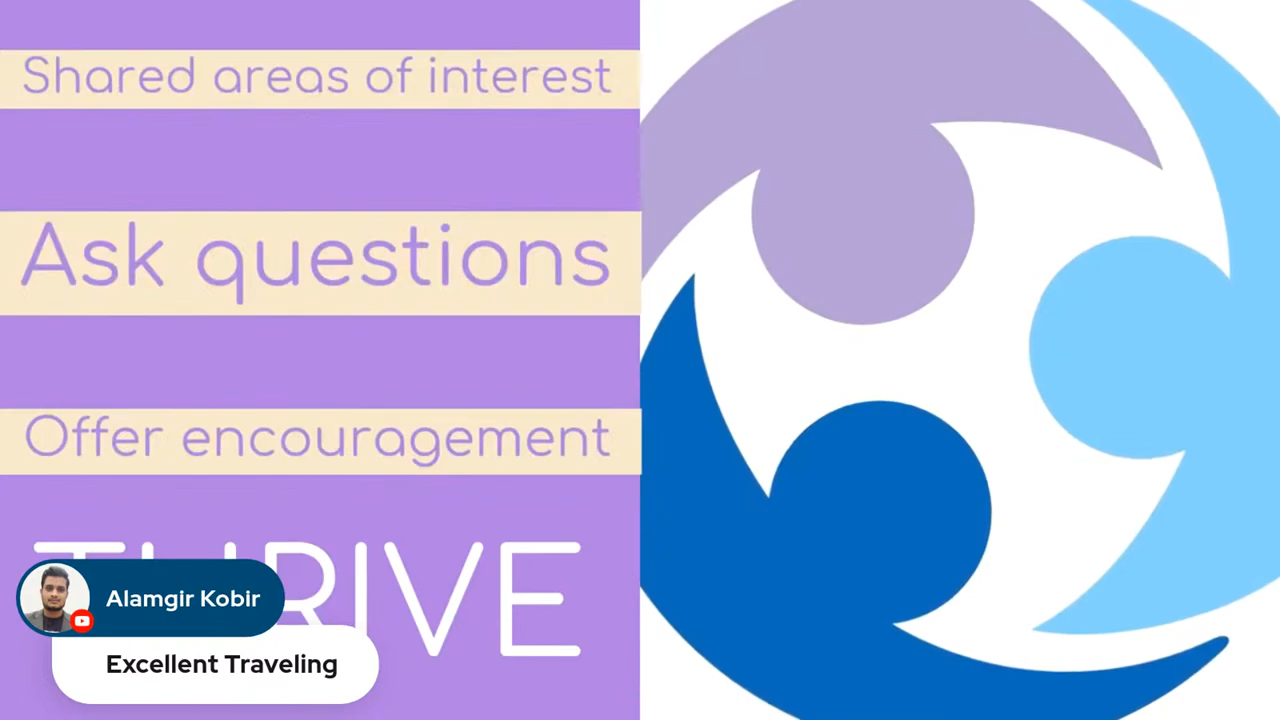 Shared areas of interest
Ask questions
Offer encouragement
THRIVE
Alamgir Kobir
Excellent Traveling